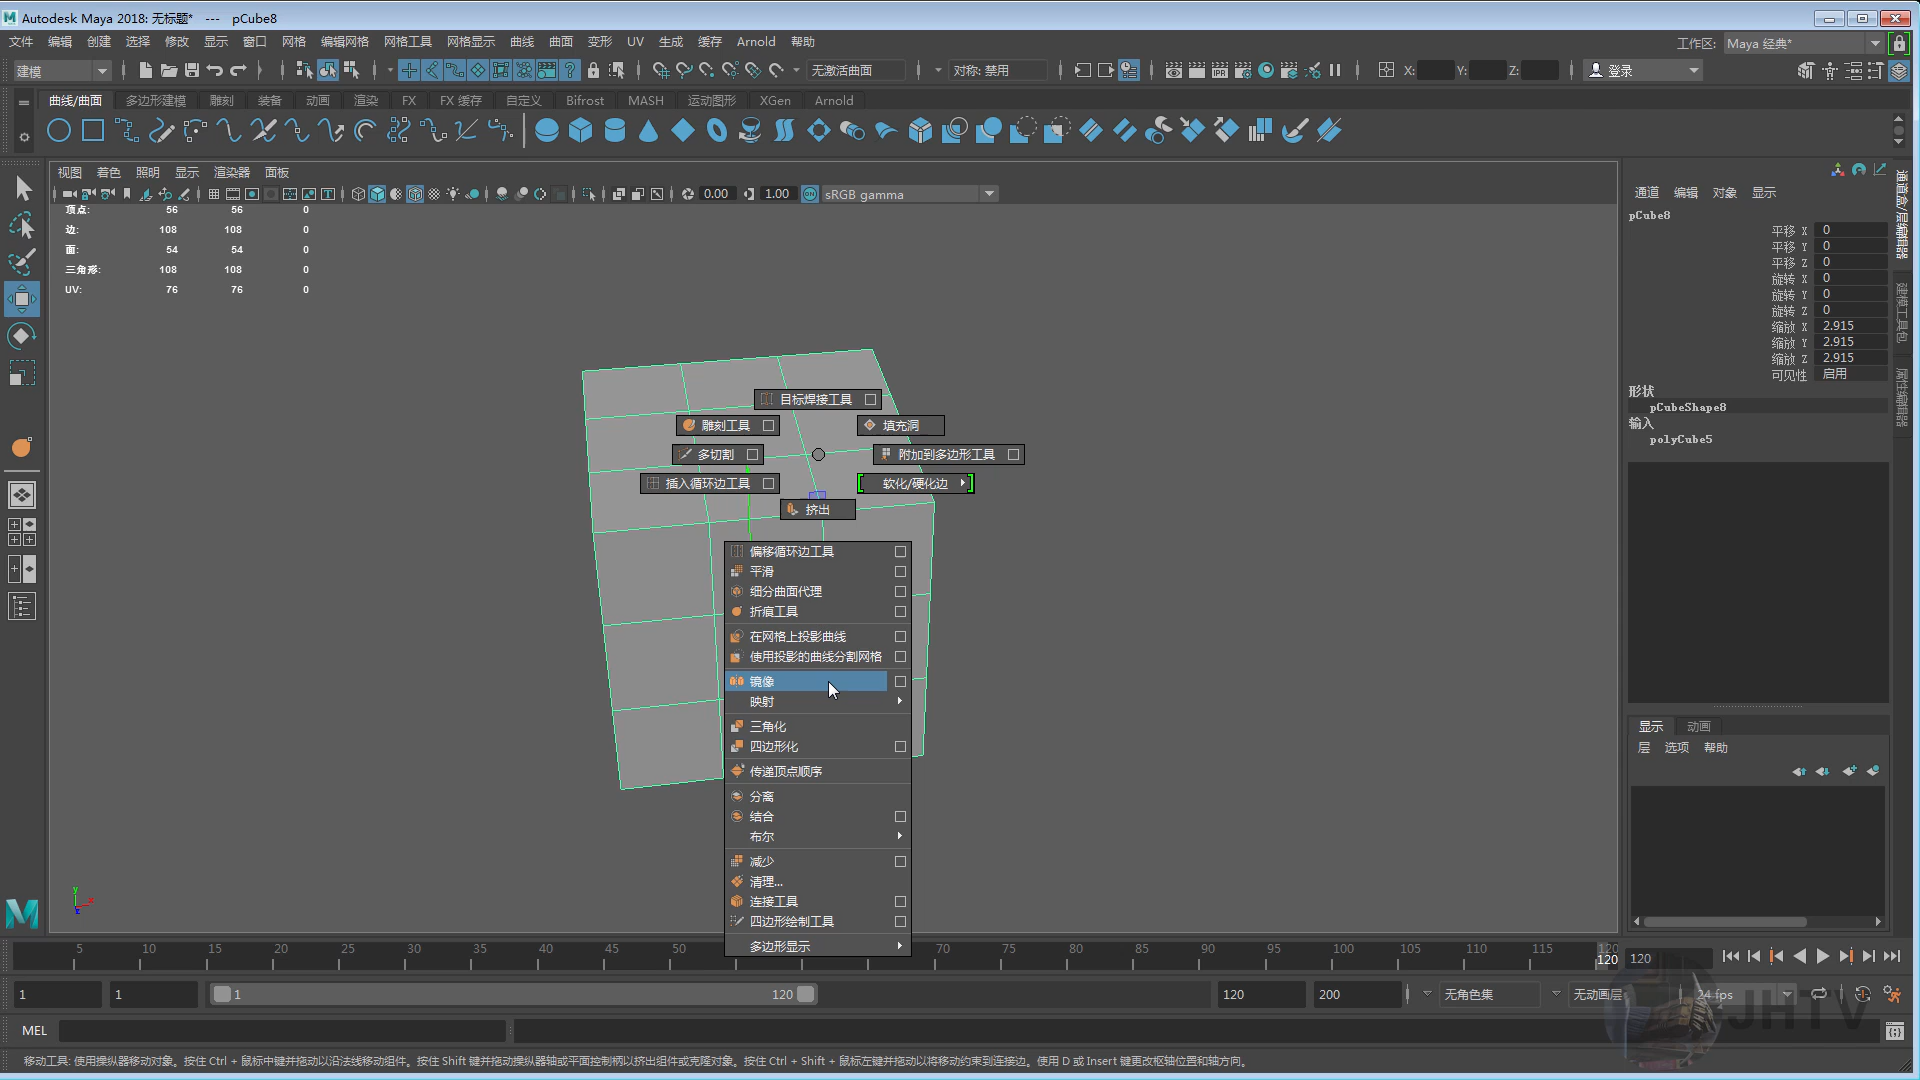 Autodesk Maya 2018: 无标题*   ---   pCube8
文件 编辑 创建 选择 修改 显示 窗口 网格 编辑网格 网格工具 网格显示 曲线 曲面 变形 UV 生成 缓存 Arnold 帮助
工作区: Maya 经典*
建模
无激活曲面
对称: 禁用
IPR
X: Y: Z:
登录
曲线/曲面 多边形建模 雕刻 装备 动画 渲染 FX FX 缓存 自定义 Bifrost MASH 运动图形 XGen Arnold
视图 着色 照明 显示 渲染器 面板
0.00 1.00 sRGB gamma
顶点: 56 56 0
边: 108 108 0
面: 54 54 0
三角形: 108 108 0
UV: 76 76 0
目标焊接工具
雕刻工具
填充洞
多切割
附加到多边形工具
插入循环边工具
软化/硬化边
挤出
偏移循环边工具
平滑
细分曲面代理
折痕工具
在网格上投影曲线
使用投影的曲线分割网格
镜像
映射
三角化
四边形化
传递顶点顺序
分离
结合
布尔
减少
清理...
连接工具
四边形绘制工具
多边形显示
通道 编辑 对象 显示
pCube8
平移 X 0
平移 Y 0
平移 Z 0
旋转 X 0
旋转 Y 0
旋转 Z 0
缩放 X 2.915
缩放 Y 2.915
缩放 Z 2.915
可见性 启用
形状
pCubeShape8
输入
polyCube5
通道盒/层编辑器
建模工具包
属性编辑器
显示 动画
层 选项 帮助
y x z
5 10 15 20 25 30 35 40 45 50 70 75 80 85 90 95 100 105 110 115 120
120
120
1 1 1 120 120 200 无角色集 无动画层 24 fps
JHTV
MEL
移动工具: 使用操纵器移动对象。按住 Ctrl + 鼠标中键并拖动以沿法线移动组件。按住 Shift 键并拖动操纵器轴或平面控制柄以挤出组件或克隆对象。按住 Ctrl + Shift + 鼠标左键并拖动以将移动约束到连接边。使用 D 或 Insert 键更改枢轴位置和轴方向。